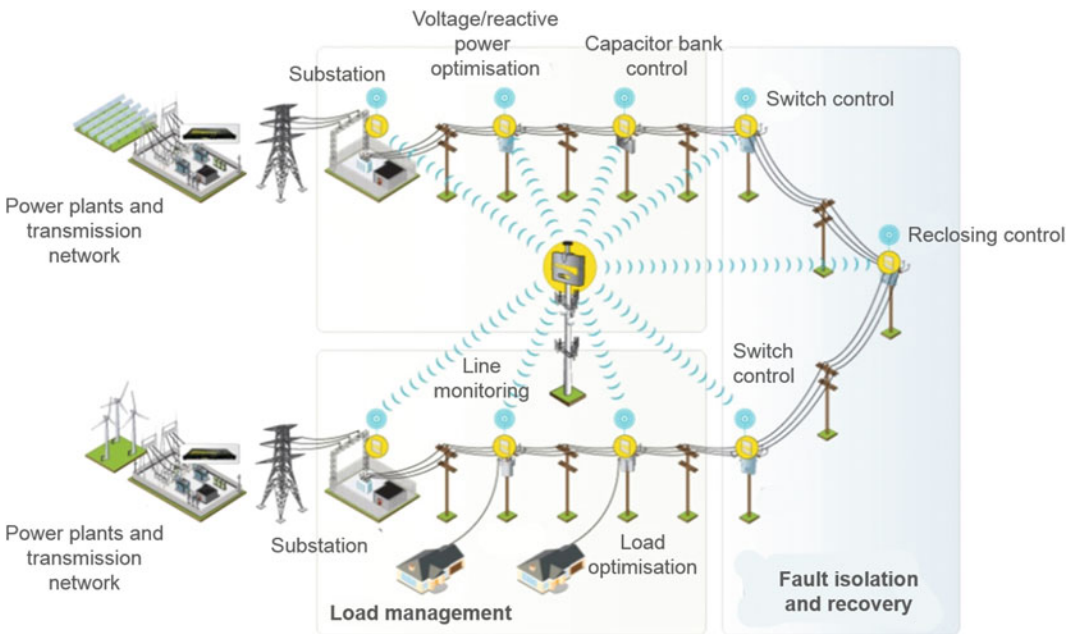 Voltage/reactive
power
optimisation
Capacitor bank
control
Substation
Switch control
Power plants and
transmission
network
Reclosing control
Line
monitoring
Switch
control
Power plants and
transmission
network
Substation
Load
optimisation
Load management
Fault isolation
and recovery